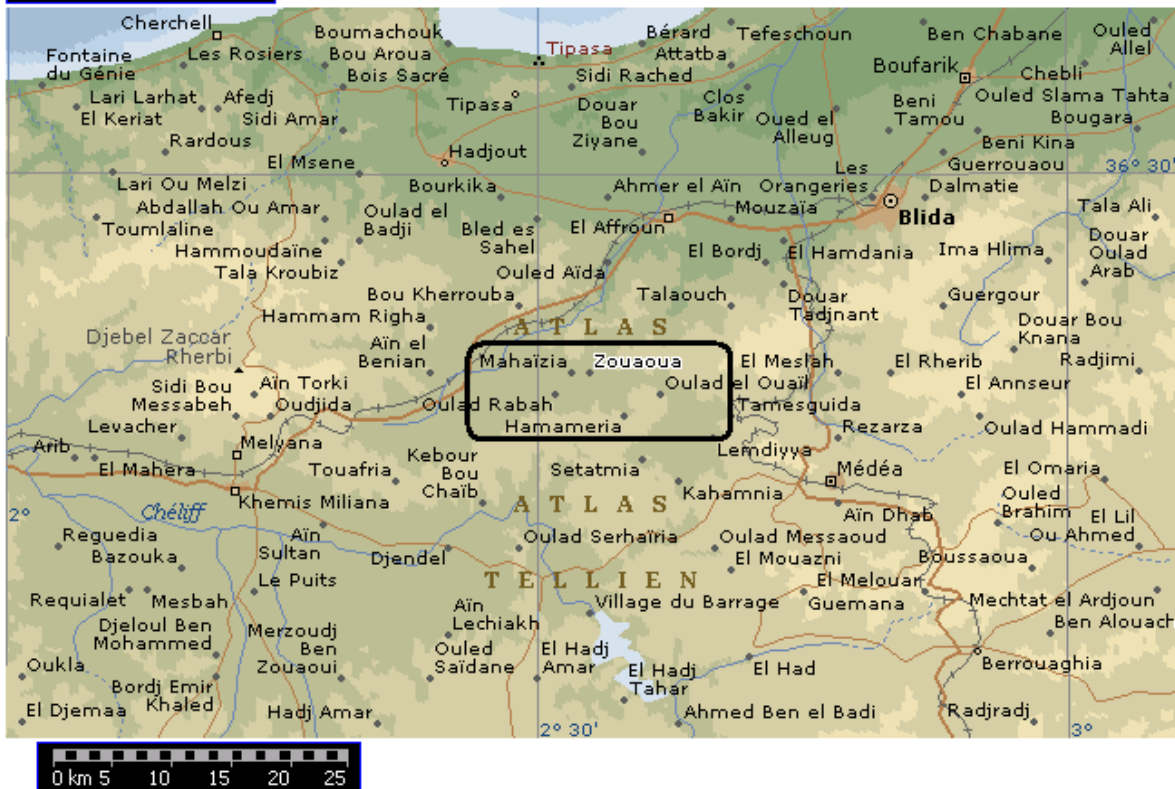 Cherchell
Boumachouk
Bérard
Tefeschoun
Ben Chabane
Ouled
Allel
Fontaine
du Génie
Les Rosiers
Bou Aroua
Tipasa
Attatba
Boufarik
Bois Sacré
Sidi Rached
Chebli
Lari Larhat
Afedj
Tipasa
Douar
Bou
Ziyane
Clos
Bakir
Beni
Tamou
Ouled Slama Tahta
El Keriat
Sidi Amar
Oued el
Alleug
Bougara
Rardous
Hadjout
Beni Kina
El Msene
Les
Orangeries
Guerrouaou
36° 30'
Lari Ou Melzi
Bourkika
Ahmer el Aïn
Dalmatie
Abdallah Ou Amar
Oulad el
Badji
Mouzaïa
Blida
Tala Ali
Toumlaline
Bled es
Sahel
El Affroun
Douar
Oulad
Arab
Hammoudaïne
El Bordj
El Hamdania
Ima Hlima
Tala Kroubiz
Ouled Aïda
Bou Kherrouba
Talaouch
Douar
Tadjnant
Guergour
Hammam Righa
ATLAS
Douar Bou
Knana
Djebel Zaccar
Rherbi
Aïn el
Benian
Mahaïzia
Zouaoua
El Meslah
El Rherib
Radjimi
Sidi Bou
Messabeh
Aïn Torki
Oulad el Ouaïl
El Annseur
Oudjida
Oulad Rabah
Tamesguida
Levacher
Hamameria
Rezarza
Oulad Hammadi
Arib
Melyana
Lemdiyya
El Mahera
Touafria
Kebour
Bou
Chaïb
Setatmia
Médéa
El Omaria
Khemis Miliana
Kahamnia
Ouled
Brahim
2°
Chéliff
ATLAS
Aïn Dhab
El Lil
Reguedia
Aïn
Sultan
Oulad Serhaïria
Oulad Messaoud
Ou Ahmed
Bazouka
Djendel
El Mouazni
Boussaoua
Le Puits
TELLIEN
El Melouar
Requialet
Mesbah
Aïn
Lechiakh
Village du Barrage
Guemana
Mechtat el Ardjoun
Djeloul Ben
Mohammed
Merzoudj
Ben
Zouaoui
Ben Alouach
Oukla
Ouled
Saïdane
El Hadj
Amar
El Hadj
Tahar
El Had
Berrouaghia
Bordj Emir
Khaled
El Djemaa
Hadj Amar
Ahmed Ben el Badi
Radjradj
2° 30'
3°
0 km 5 10 15 20 25